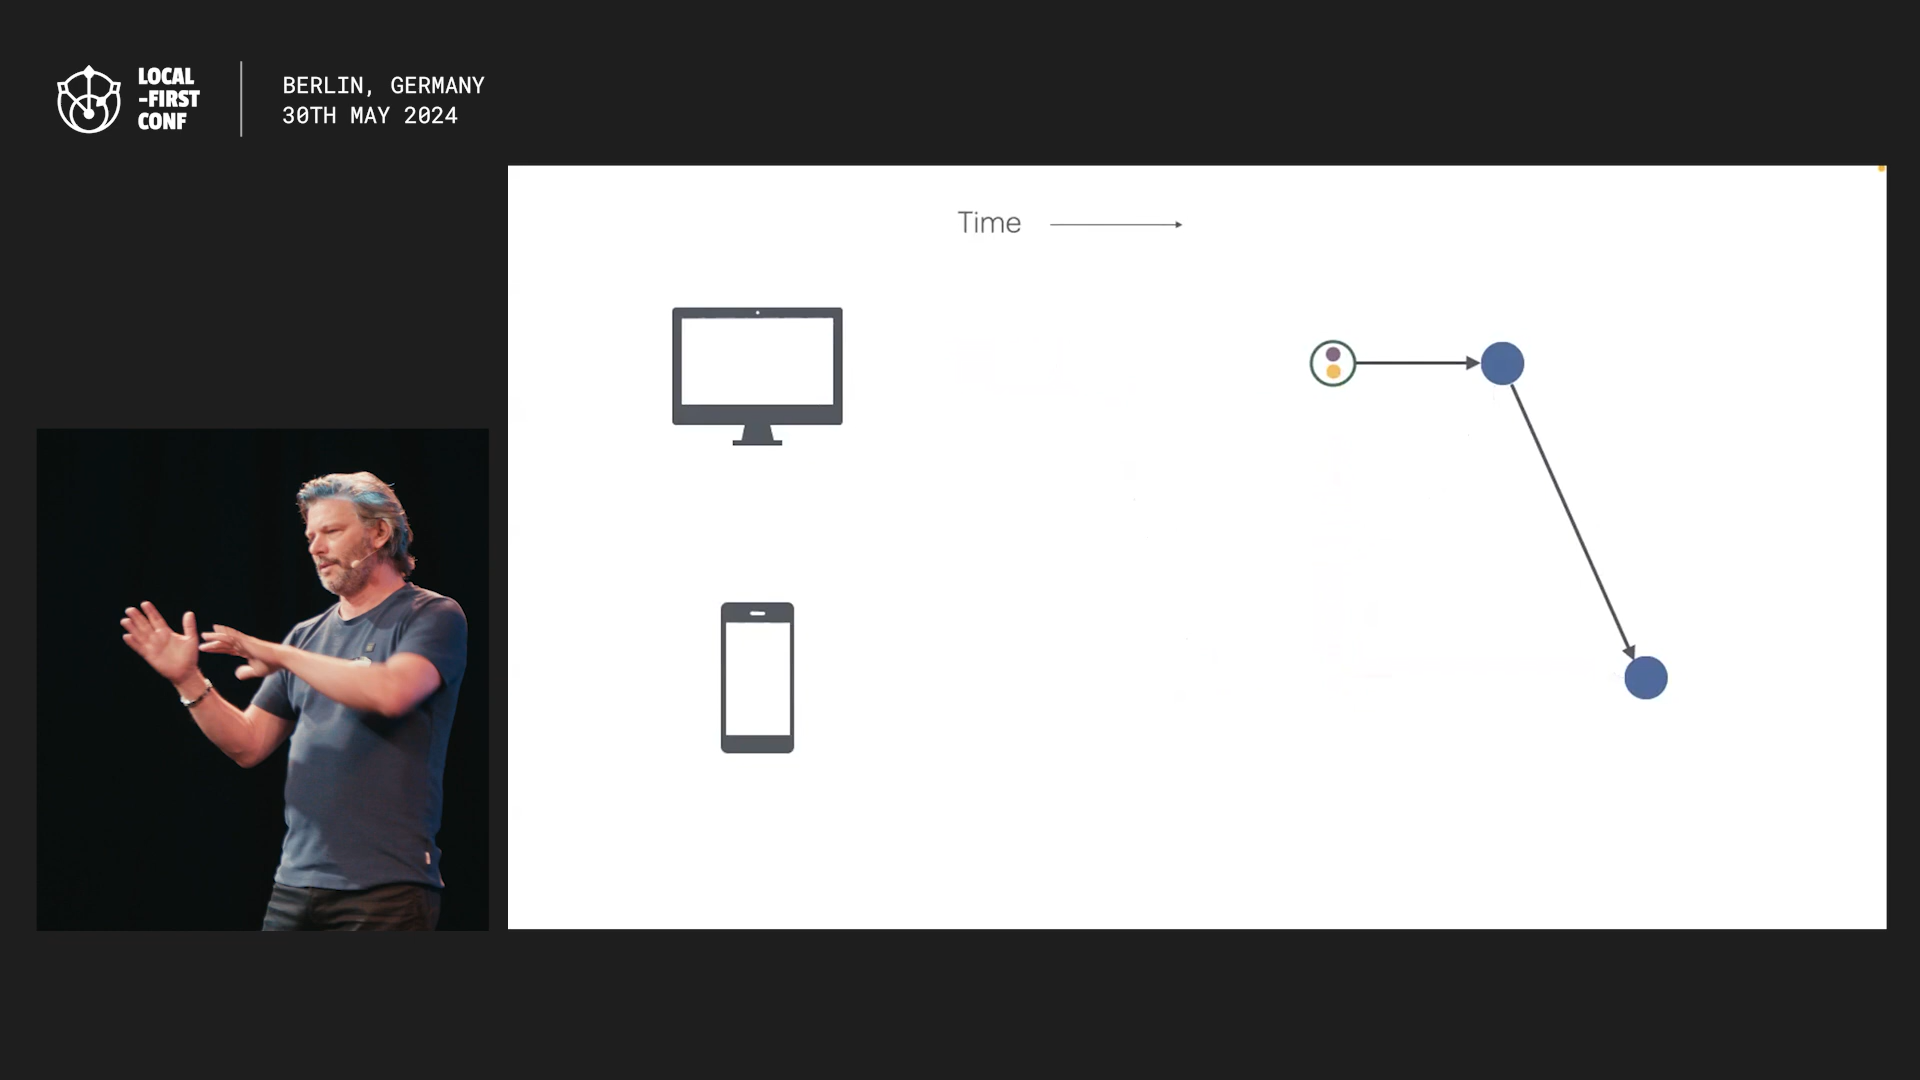 LOCAL
-FIRST
CONF
BERLIN, GERMANY
30TH MAY 2024
Time